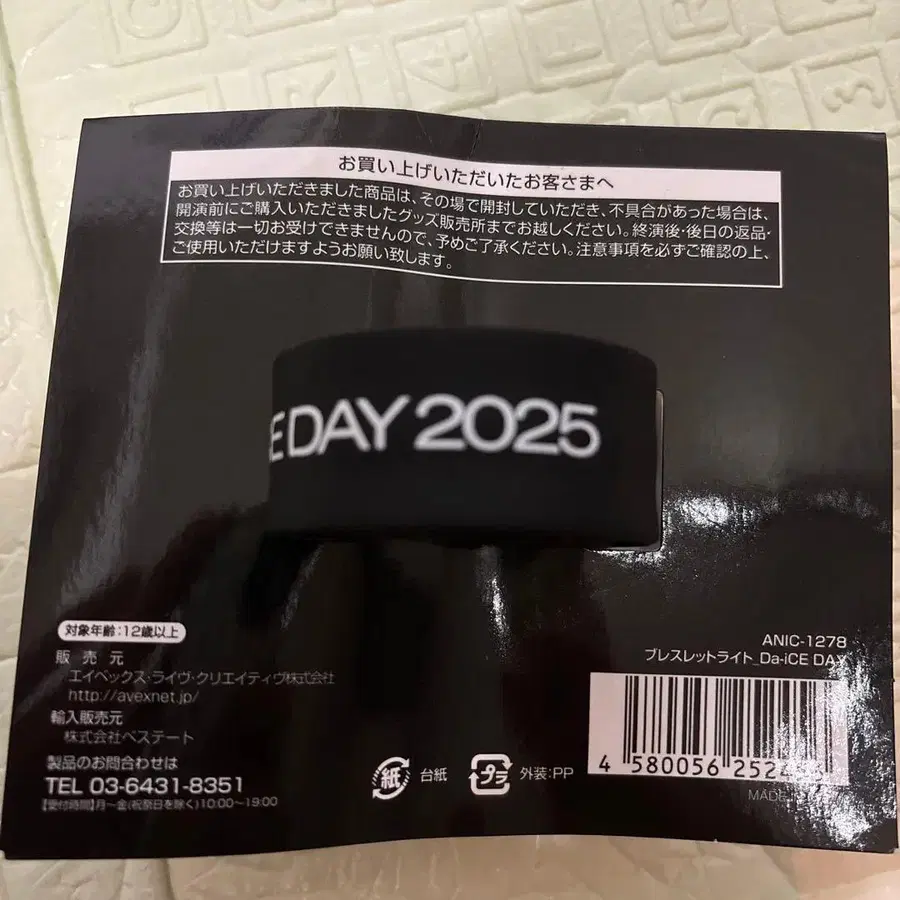 お買い上げいただいたお客さまへ
お買い上げいただきました商品は、その場で開封していただき、不具合があった場合は、
開演前にご購入いただきましたグッズ販売所までお越しください。終演後・後日の返品・
交換等は一切お受けできませんので、予めご了承ください。注意事項を必ずご確認の上、
ご使用いただけますようお願い致します。
E DAY 2025
対象年齢：12歳以上
販売元
エイベックス・ライヴ・クリエイティヴ株式会社
http://avexnet.jp/
輸入販売元
株式会社ベステート
製品のお問合わせは
TEL 03-6431-8351
【受付時間】月～金(祝祭日を除く)10:00～19:00
紙 台紙
プラ 外装：PP
ANIC-1278
ブレスレットライト_Da-iCE DAY
4 580056
MADE